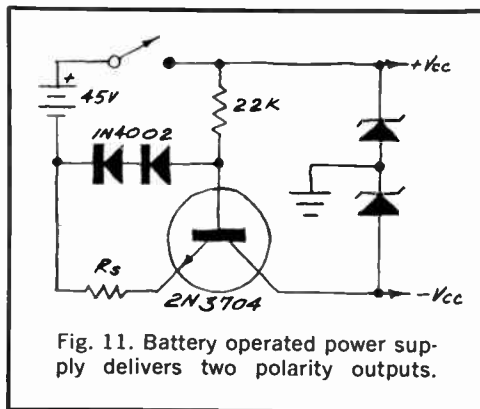 +Vcc
+
45V
22K
1N4002
Rs
2N3704
-Vcc
Fig. 11. Battery operated power sup-
ply delivers two polarity outputs.